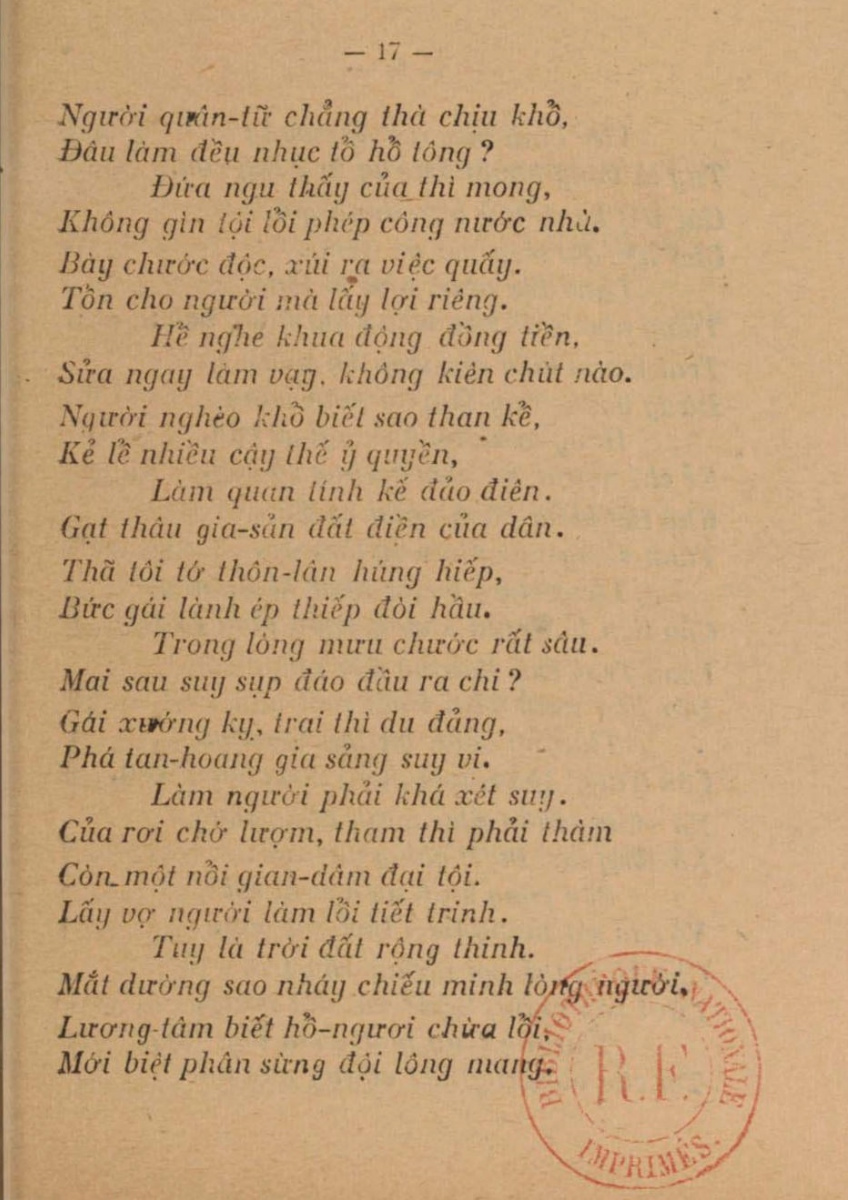 — 17 —
Người quân-tữ chẳng thà chịu khổ,
Đâu làm đều nhục tổ hổ tông ?
Đứa ngu thấy của thì mong,
Không gìn tội lỗi phép công nước nhà.
Bày chước độc, xúi ra việc quấy.
Tổn cho người mà lấy lợi riêng.
Hễ nghe khua động đồng tiền,
Sửa ngay làm vạy, không kiên chút nào.
Người nghèo khổ biết sao than kể,
Kẻ lễ nhiều cậy thế ỷ quyền,
Làm quan tính kế đảo điên.
Gạt thâu gia-sản đất điền của dân.
Thã tôi tớ thôn-lân húng hiếp,
Bức gái lành ép thiếp đòi hầu.
Trong lòng mưu chước rất sâu.
Mai sau suy sụp đáo đầu ra chi ?
Gái xướng kỵ, trai thì du đảng,
Phá tan-hoang gia sảng suy vi.
Làm người phải khá xét suy.
Của rơi chớ lượm, tham thì phải thàm
Còn một nỗi gian-dâm đại tội.
Lấy vợ người làm lỗi tiết trinh.
Tuy là trời đất rộng thinh.
Mắt dường sao nháy chiếu minh lòng người,
Lương-tâm biết hổ-ngươi chừa lỗi,
Mới biệt phân sừng đội lông mang.
BIBLIOTHÈQUE NATIONALE
R.F.
IMPRIMÉS.